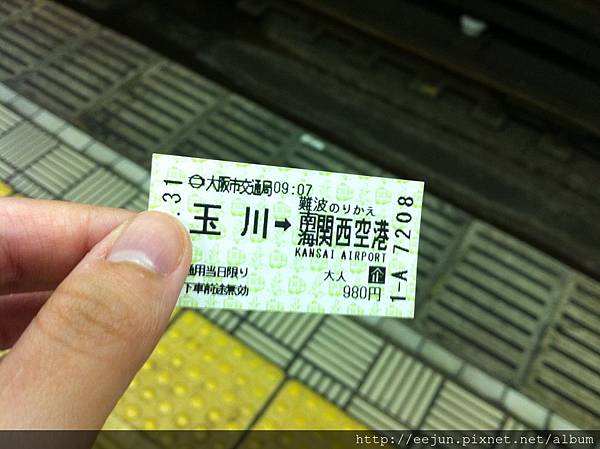 大阪市交通局09:07
.31
難波のりかえ
玉川→南海関西空港
KANSAI AIRPORT
通用当日限り 大人 企
下車前途無効 980円
1-A 7208
http://eejun.pixnet.net/album